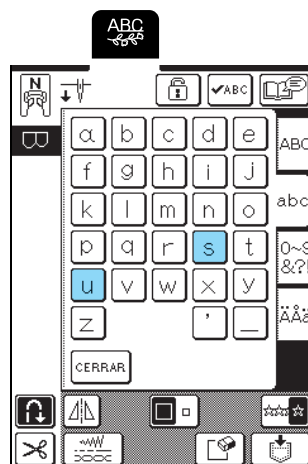 ABC
N
ABC
a b c d e
ABC
f g h i j
k l m n o
abc
p q r s t
0~9
&?!
u v w x y
ÄÅä
z ' _
CERRAR